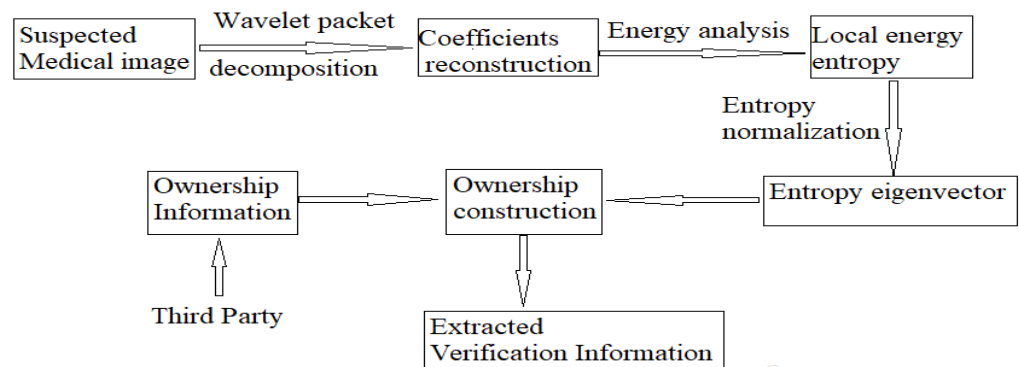 Suspected
Medical image
Wavelet packet
decomposition
Coefficients
reconstruction
Energy analysis
Local energy
entropy
Entropy
normalization
Ownership
Information
Ownership
construction
Entropy eigenvector
Third Party
Extracted
Verification Information